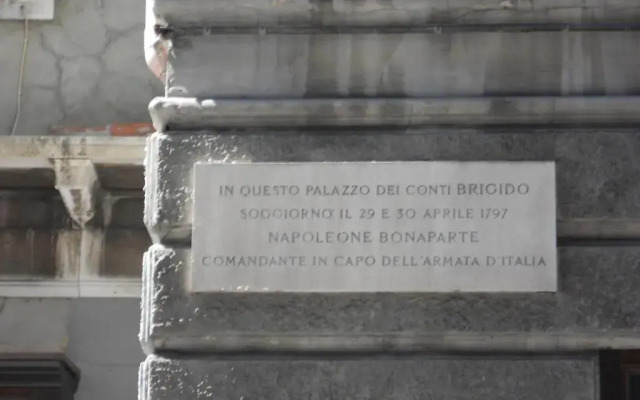 IN QUESTO PALAZZO DEI CONTI BRIGIDO
SOGGIORNO' IL 29 E 30 APRILE 1797
NAPOLEONE BONAPARTE
COMANDANTE IN CAPO DELL'ARMATA D'ITALIA